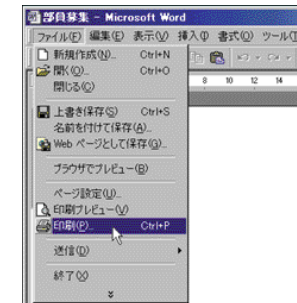 部員募集 - Microsoft Word
ファイル(F) 編集(E) 表示(V) 挿入(I) 書式(O) ツール(T)
新規作成(N)... Ctrl+N
開く(O)... Ctrl+O
閉じる(C)
8 10 12 14
上書き保存(S) Ctrl+S
名前を付けて保存(A)...
Web ページとして保存(G)...
ブラウザでプレビュー(B)
ページ設定(U)...
印刷プレビュー(V)
印刷(P)... Ctrl+P
送信(D)
終了(X)